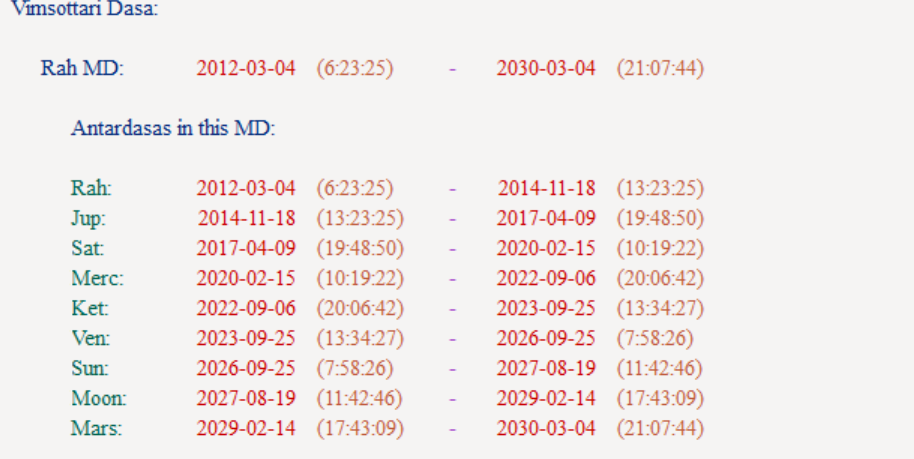 Vimsottari Dasa:
Rah MD: 2012-03-04 (6:23:25) - 2030-03-04 (21:07:44)
Antardasas in this MD:
Rah: 2012-03-04 (6:23:25) - 2014-11-18 (13:23:25)
Jup: 2014-11-18 (13:23:25) - 2017-04-09 (19:48:50)
Sat: 2017-04-09 (19:48:50) - 2020-02-15 (10:19:22)
Merc: 2020-02-15 (10:19:22) - 2022-09-06 (20:06:42)
Ket: 2022-09-06 (20:06:42) - 2023-09-25 (13:34:27)
Ven: 2023-09-25 (13:34:27) - 2026-09-25 (7:58:26)
Sun: 2026-09-25 (7:58:26) - 2027-08-19 (11:42:46)
Moon: 2027-08-19 (11:42:46) - 2029-02-14 (17:43:09)
Mars: 2029-02-14 (17:43:09) - 2030-03-04 (21:07:44)